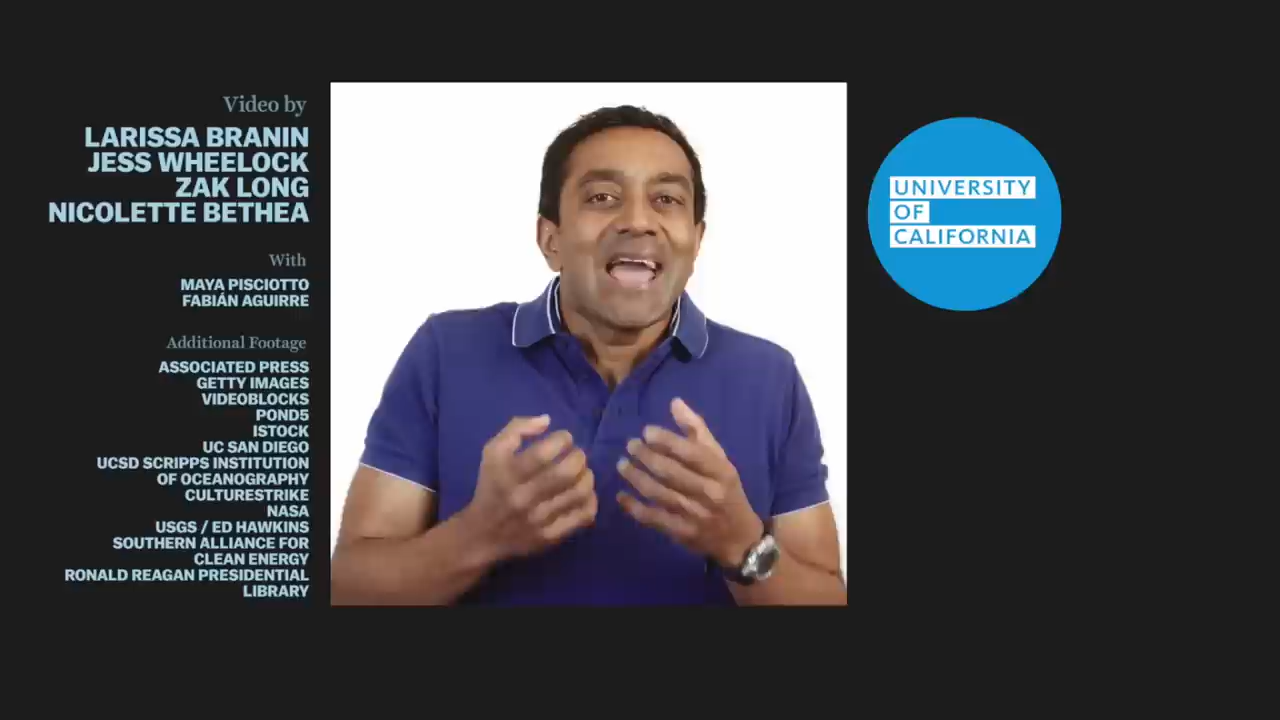 Video by
LARISSA BRANIN
JESS WHEELOCK
ZAK LONG
NICOLETTE BETHEA
With
MAYA PISCIOTTO
FABIÁN AGUIRRE
Additional Footage
ASSOCIATED PRESS
GETTY IMAGES
VIDEOBLOCKS
POND5
ISTOCK
UC SAN DIEGO
UCSD SCRIPPS INSTITUTION
OF OCEANOGRAPHY
CULTURESTRIKE
NASA
USGS / ED HAWKINS
SOUTHERN ALLIANCE FOR
CLEAN ENERGY
RONALD REAGAN PRESIDENTIAL
LIBRARY
UNIVERSITY
OF
CALIFORNIA